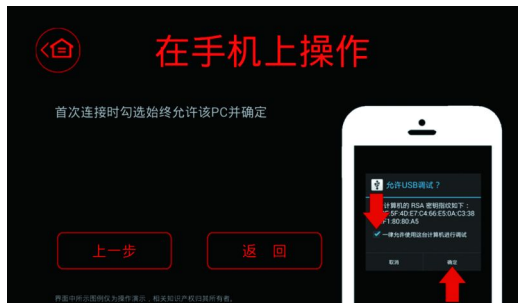 在手机上操作
首次连接时勾选始终允许该PC并确定
允许USB调试？
计算机的 RSA 密钥指纹如下：
5F:4D:E7:C4:66:E5:0A:C3:38
F1:80:80:A5
一律允许使用这台计算机进行调试
取消 确定
上一步 返 回
界面中所示图例仅为操作演示，相关知识产权归其所有者。